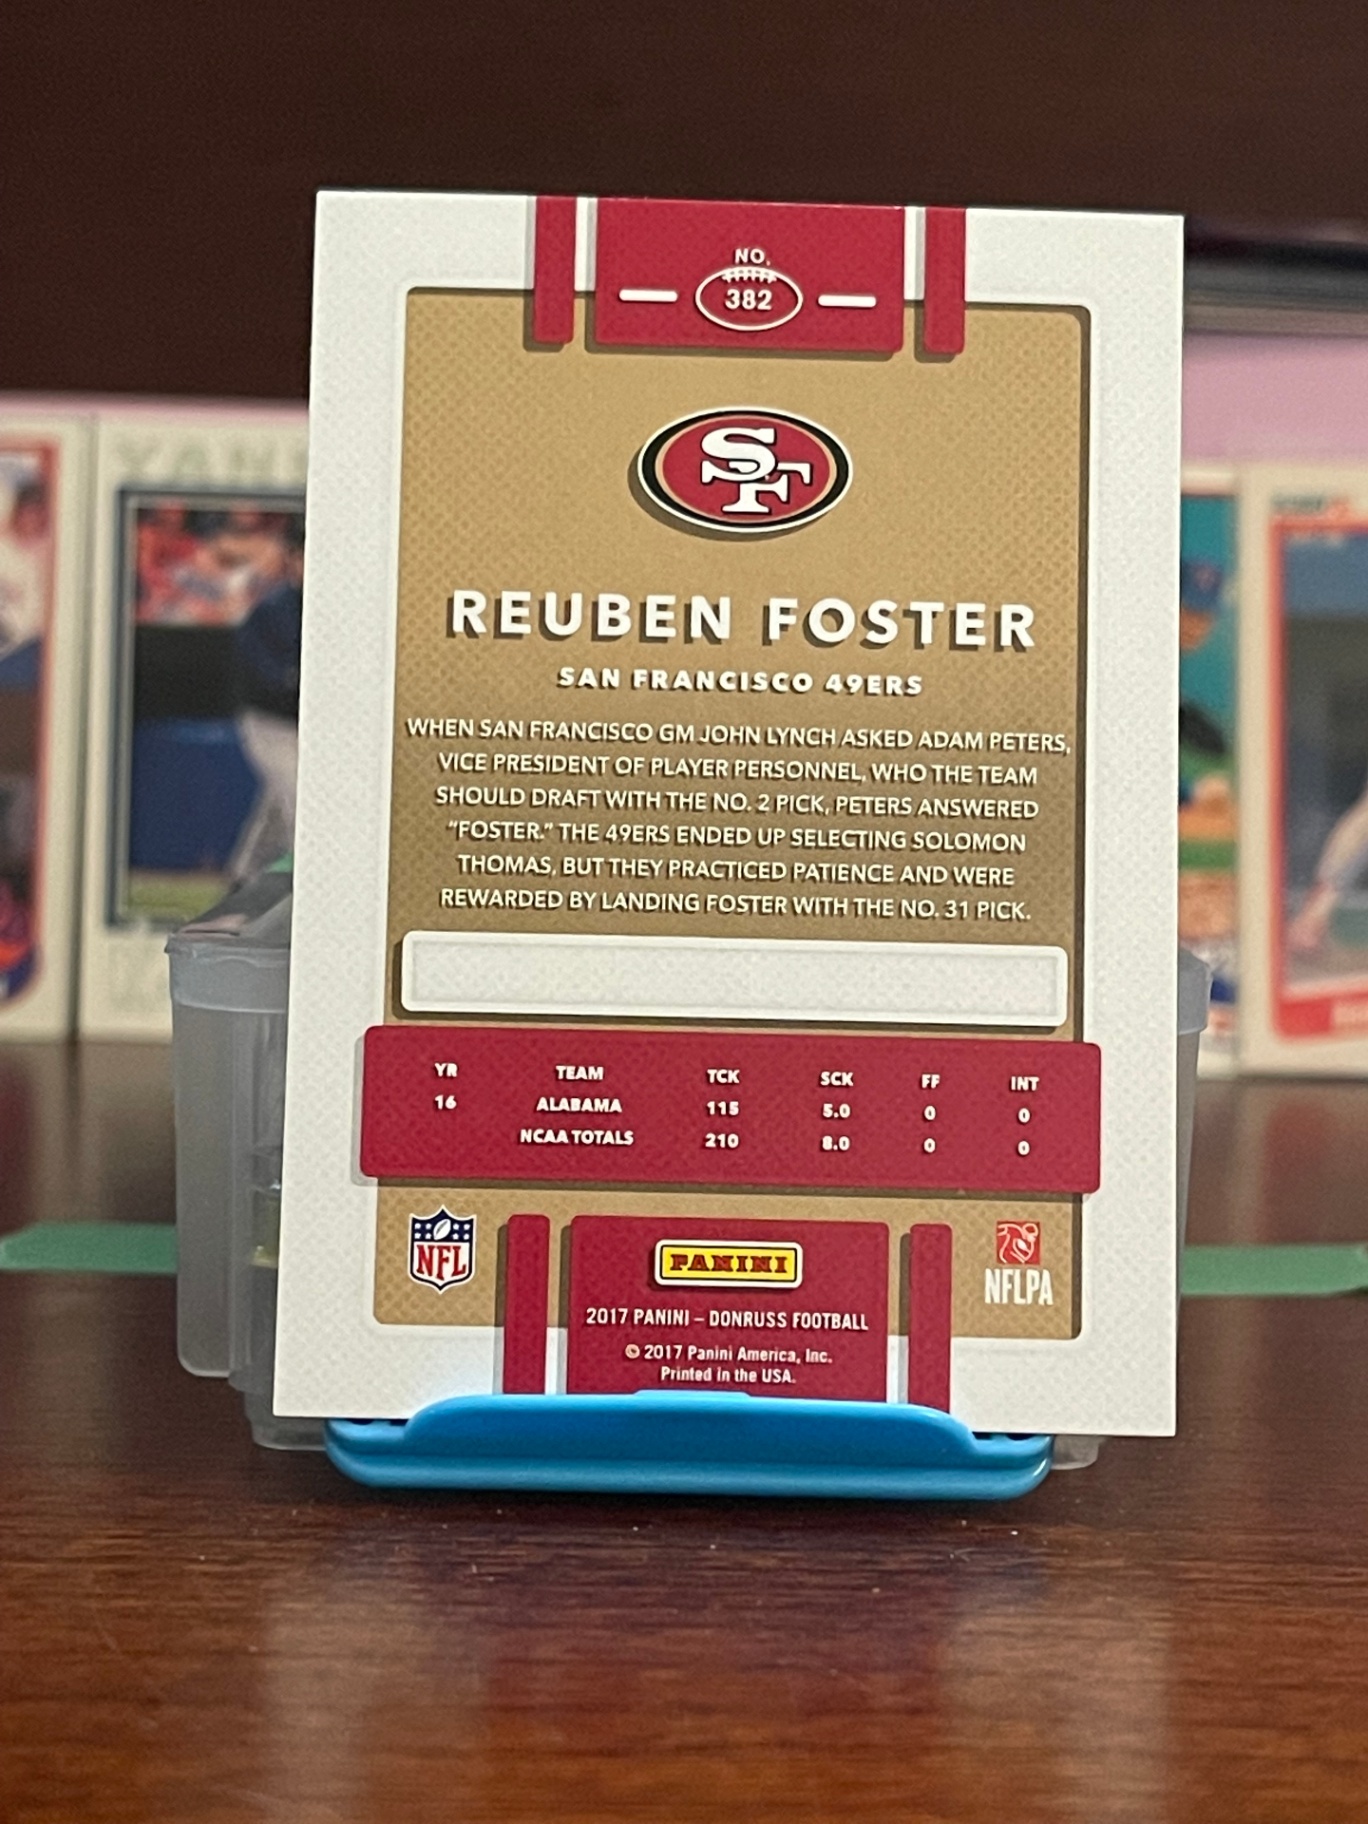 NO.
382
SF
REUBEN FOSTER
SAN FRANCISCO 49ERS
WHEN SAN FRANCISCO GM JOHN LYNCH ASKED ADAM PETERS,
VICE PRESIDENT OF PLAYER PERSONNEL, WHO THE TEAM
SHOULD DRAFT WITH THE NO. 2 PICK, PETERS ANSWERED
“FOSTER.” THE 49ERS ENDED UP SELECTING SOLOMON
THOMAS, BUT THEY PRACTICED PATIENCE AND WERE
REWARDED BY LANDING FOSTER WITH THE NO. 31 PICK.
YR TEAM TCK SCK FF INT
16 ALABAMA 115 5.0 0 0
NCAA TOTALS 210 8.0 0 0
NFL
PANINI
NFLPA
2017 PANINI – DONRUSS FOOTBALL
© 2017 Panini America, Inc.
Printed in the USA.